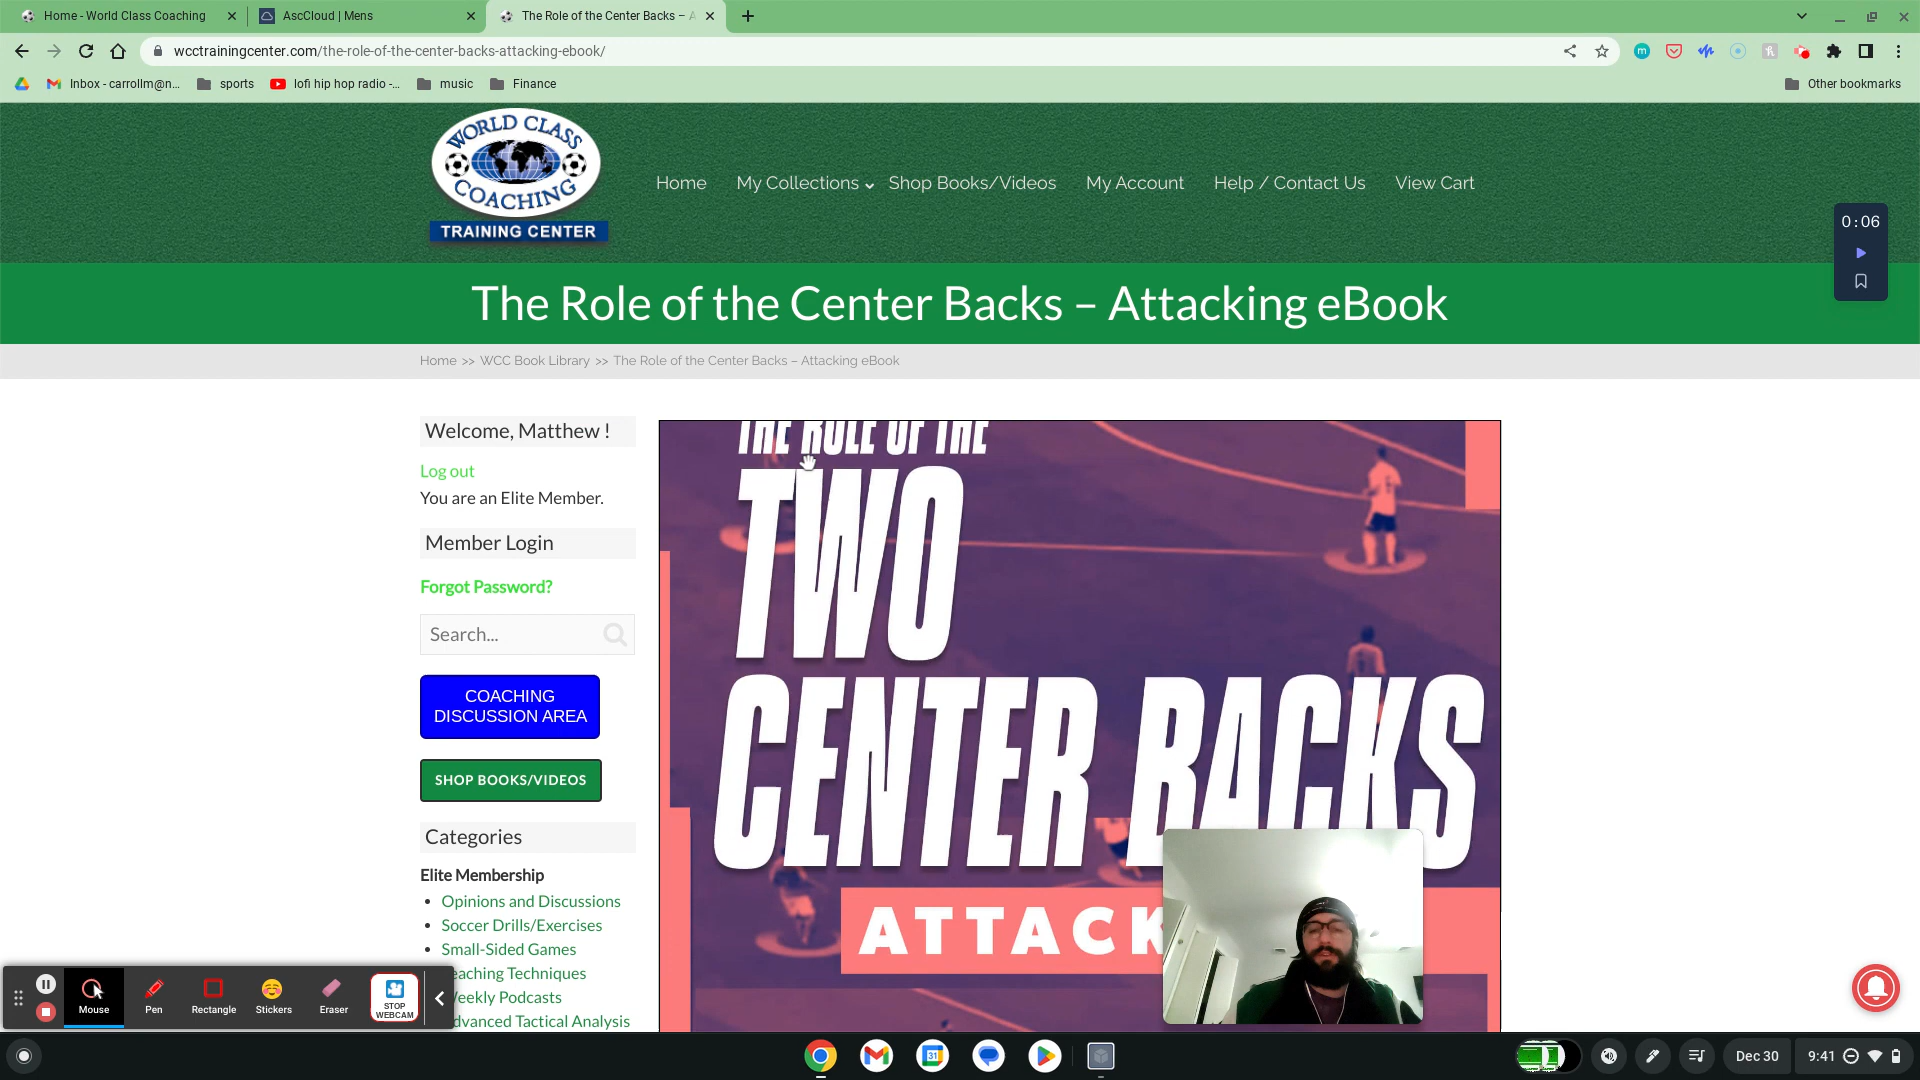 Home - World Class Coaching
AscCloud | Mens
The Role of the Center Backs – A
wcctrainingcenter.com/the-role-of-the-center-backs-attacking-ebook/
Inbox - carrollm@n...
sports
lofi hip hop radio -...
music
Finance
Other bookmarks
WORLD CLASS
COACHING
TRAINING CENTER
Home
My Collections
Shop Books/Videos
My Account
Help / Contact Us
View Cart
0:06
The Role of the Center Backs – Attacking eBook
Home >> WCC Book Library >> The Role of the Center Backs – Attacking eBook
Welcome, Matthew !
Log out
You are an Elite Member.
Member Login
Forgot Password?
Search...
COACHING
DISCUSSION AREA
SHOP BOOKS/VIDEOS
Categories
Elite Membership
Opinions and Discussions
Soccer Drills/Exercises
Small-Sided Games
eaching Techniques
Weekly Podcasts
dvanced Tactical Analysis
THE ROLE OF THE
TWO
CENTER BACKS
ATTACK
Mouse
Pen
Rectangle
Stickers
Eraser
STOP
WEBCAM
31
Dec 30
9:41